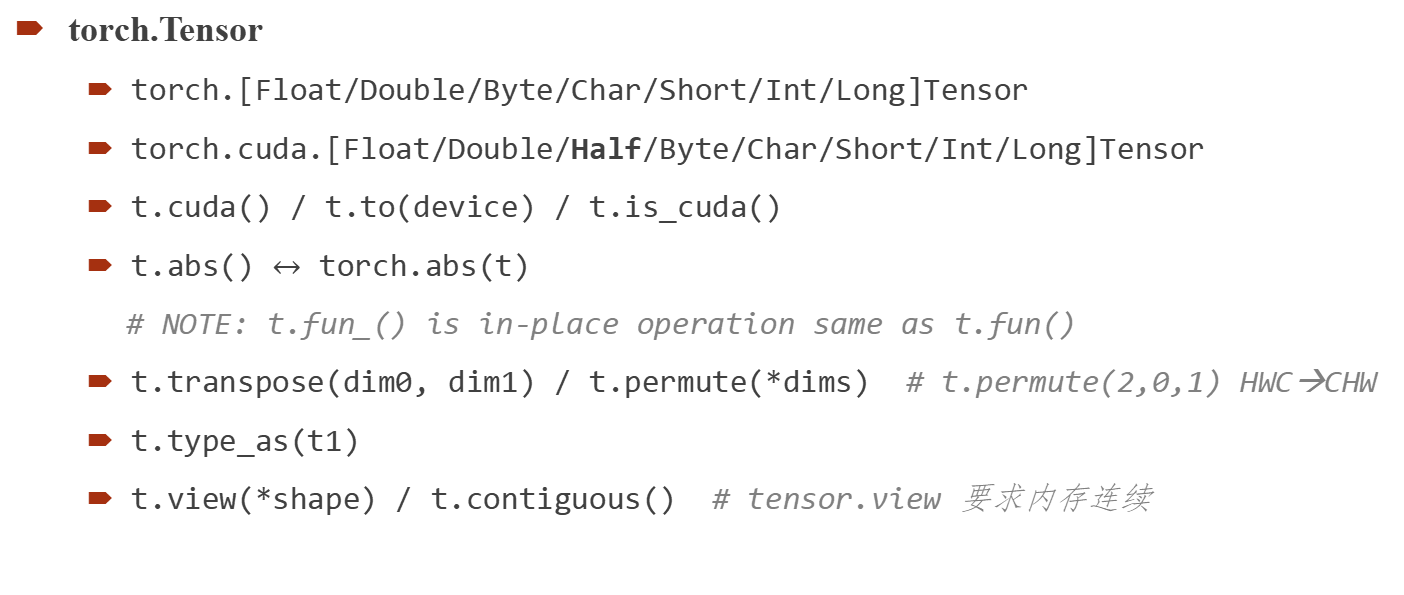 torch.Tensor
torch.[Float/Double/Byte/Char/Short/Int/Long]Tensor
torch.cuda.[Float/Double/Half/Byte/Char/Short/Int/Long]Tensor
t.cuda() / t.to(device) / t.is_cuda()
t.abs() ↔ torch.abs(t)
# NOTE: t.fun_() is in-place operation same as t.fun()
t.transpose(dim0, dim1) / t.permute(*dims) # t.permute(2,0,1) HWC→CHW
t.type_as(t1)
t.view(*shape) / t.contiguous() # tensor.view 要求内存连续